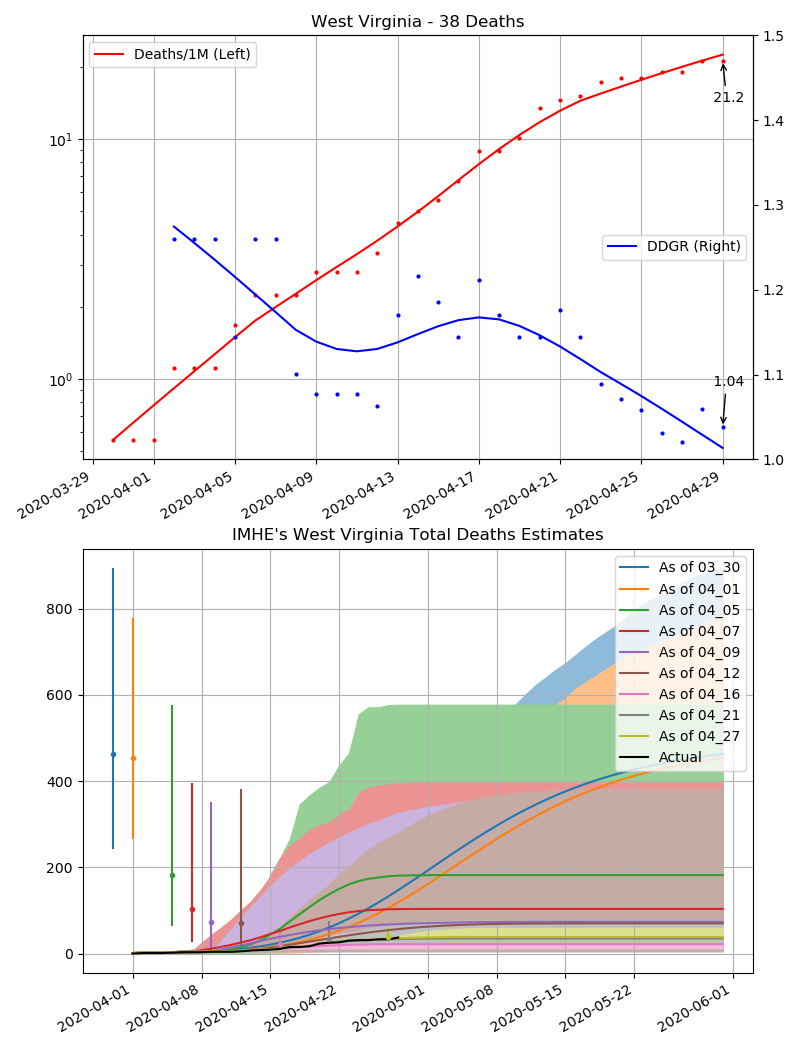 West Virginia - 38 Deaths
Deaths/1M (Left)
DDGR (Right)
21.2
1.04
10¹
10⁰
1.5
1.4
1.3
1.2
1.1
1.0
2020-03-29
2020-04-01
2020-04-05
2020-04-09
2020-04-13
2020-04-17
2020-04-21
2020-04-25
2020-04-29
IMHE's West Virginia Total Deaths Estimates
As of 03_30
As of 04_01
As of 04_05
As of 04_07
As of 04_09
As of 04_12
As of 04_16
As of 04_21
As of 04_27
Actual
800
600
400
200
0
2020-04-01
2020-04-08
2020-04-15
2020-04-22
2020-05-01
2020-05-08
2020-05-15
2020-05-22
2020-06-01